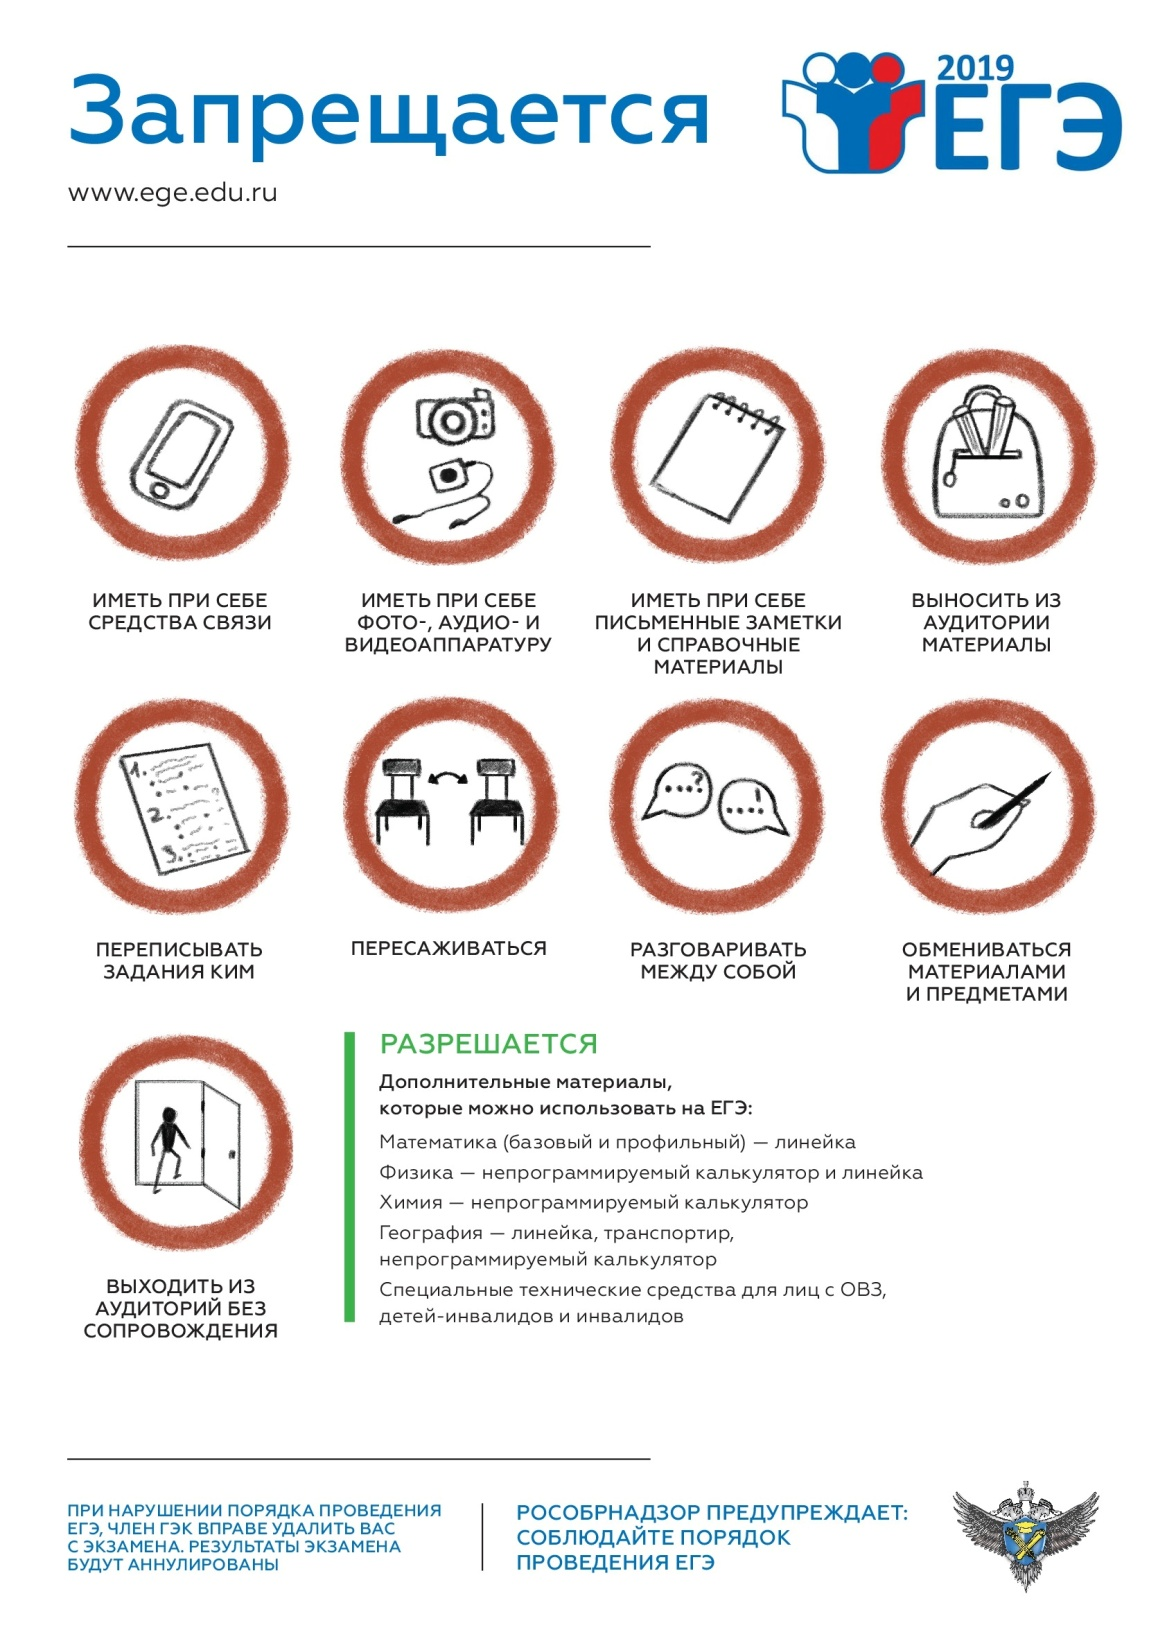 Запрещается
2019
ЕГЭ
www.ege.edu.ru
ИМЕТЬ ПРИ СЕБЕ
СРЕДСТВА СВЯЗИ
ИМЕТЬ ПРИ СЕБЕ
ФОТО-, АУДИО- И
ВИДЕОАППАРАТУРУ
ИМЕТЬ ПРИ СЕБЕ
ПИСЬМЕННЫЕ ЗАМЕТКИ
И СПРАВОЧНЫЕ
МАТЕРИАЛЫ
ВЫНОСИТЬ ИЗ
АУДИТОРИИ
МАТЕРИАЛЫ
1.
2.
3.
?
!
ПЕРЕПИСЫВАТЬ
ЗАДАНИЯ КИМ
ПЕРЕСАЖИВАТЬСЯ
РАЗГОВАРИВАТЬ
МЕЖДУ СОБОЙ
ОБМЕНИВАТЬСЯ
МАТЕРИАЛАМИ
И ПРЕДМЕТАМИ
ВЫХОДИТЬ ИЗ
АУДИТОРИЙ БЕЗ
СОПРОВОЖДЕНИЯ
РАЗРЕШАЕТСЯ
Дополнительные материалы,
которые можно использовать на ЕГЭ:
Математика (базовый и профильный) — линейка
Физика — непрограммируемый калькулятор и линейка
Химия — непрограммируемый калькулятор
География — линейка, транспортир,
непрограммируемый калькулятор
Специальные технические средства для лиц с ОВЗ,
детей-инвалидов и инвалидов
ПРИ НАРУШЕНИИ ПОРЯДКА ПРОВЕДЕНИЯ
ЕГЭ, ЧЛЕН ГЭК ВПРАВЕ УДАЛИТЬ ВАС
С ЭКЗАМЕНА. РЕЗУЛЬТАТЫ ЭКЗАМЕНА
БУДУТ АННУЛИРОВАНЫ
РОСОБРНАДЗОР ПРЕДУПРЕЖДАЕТ:
СОБЛЮДАЙТЕ ПОРЯДОК
ПРОВЕДЕНИЯ ЕГЭ